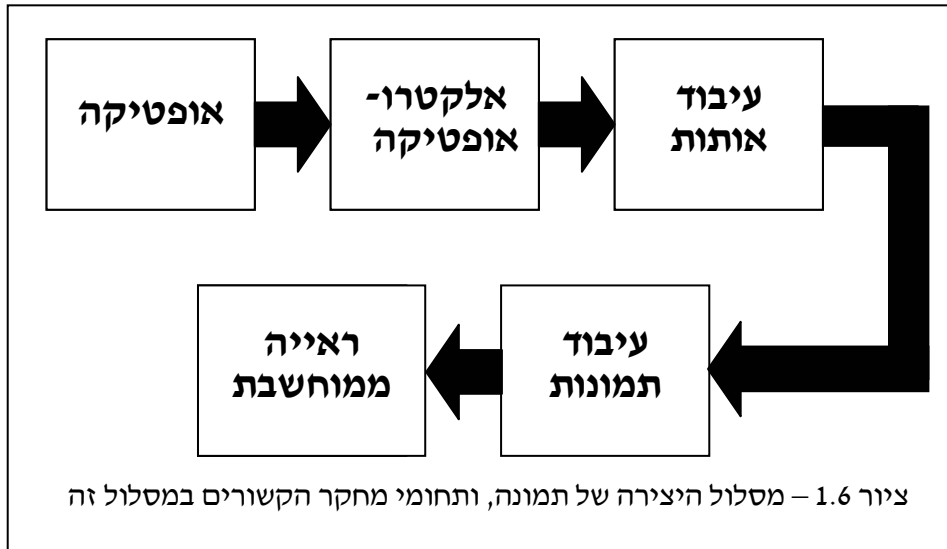 אופטיקה
אלקטרו-
אופטיקה
עיבוד
אותות
עיבוד
תמונות
ראייה
ממוחשבת
ציור 1.6 – מסלול היצירה של תמונה, ותחומי מחקר הקשורים במסלול זה